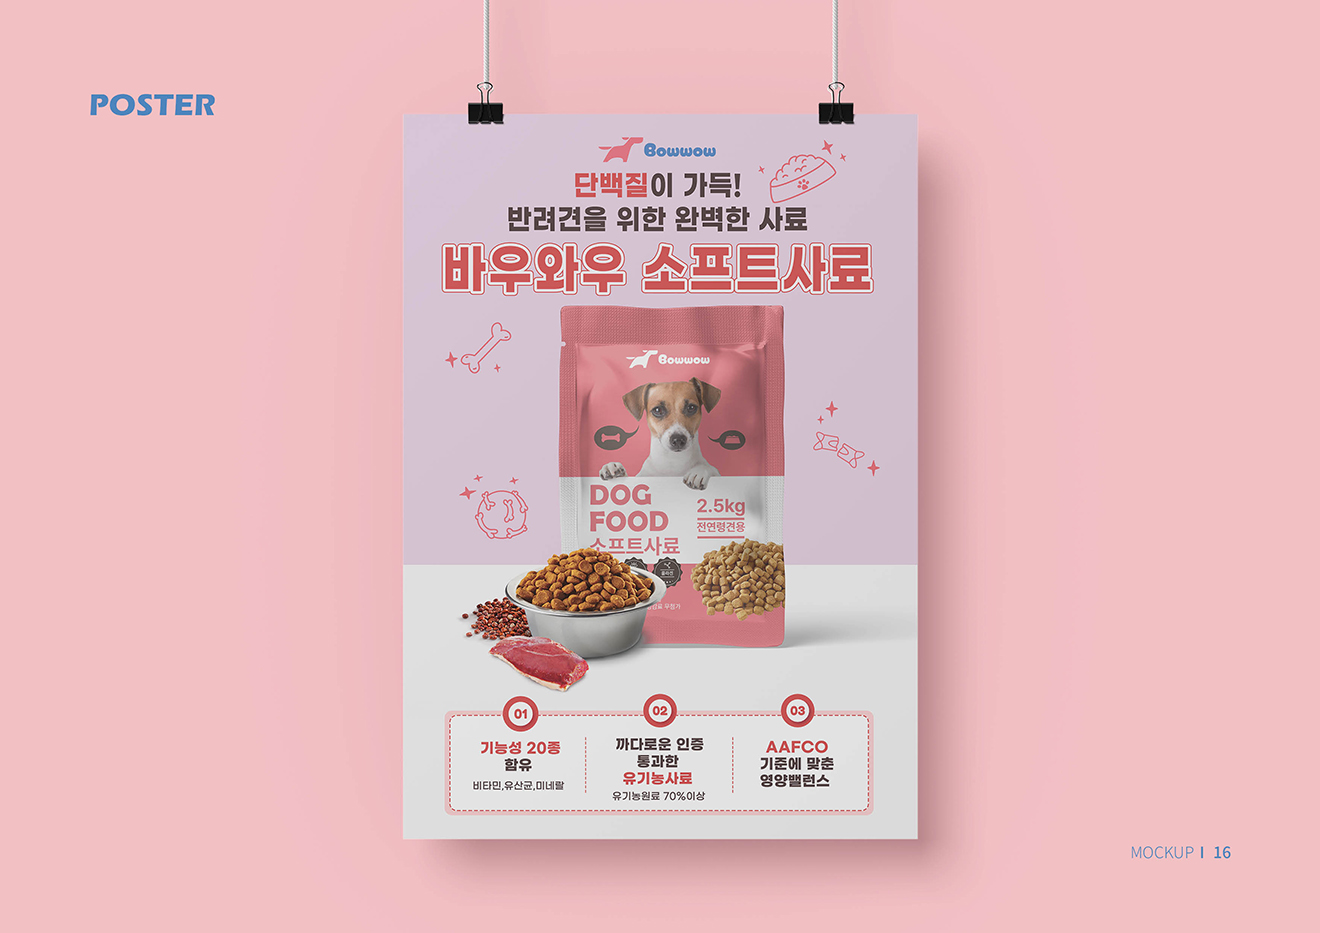 POSTER
Bowwow
단백질이 가득!
반려견을 위한 완벽한 사료
바우와우 소프트사료
Bowwow
DOG
FOOD
소프트사료
2.5kg
전연령견용
01
기능성 20종
함유
비타민,유산균,미네랄
02
까다로운 인증
통과한
유기농사료
유기농원료 70%이상
03
AAFCO
기준에 맞춘
영양밸런스
MOCKUP | 16